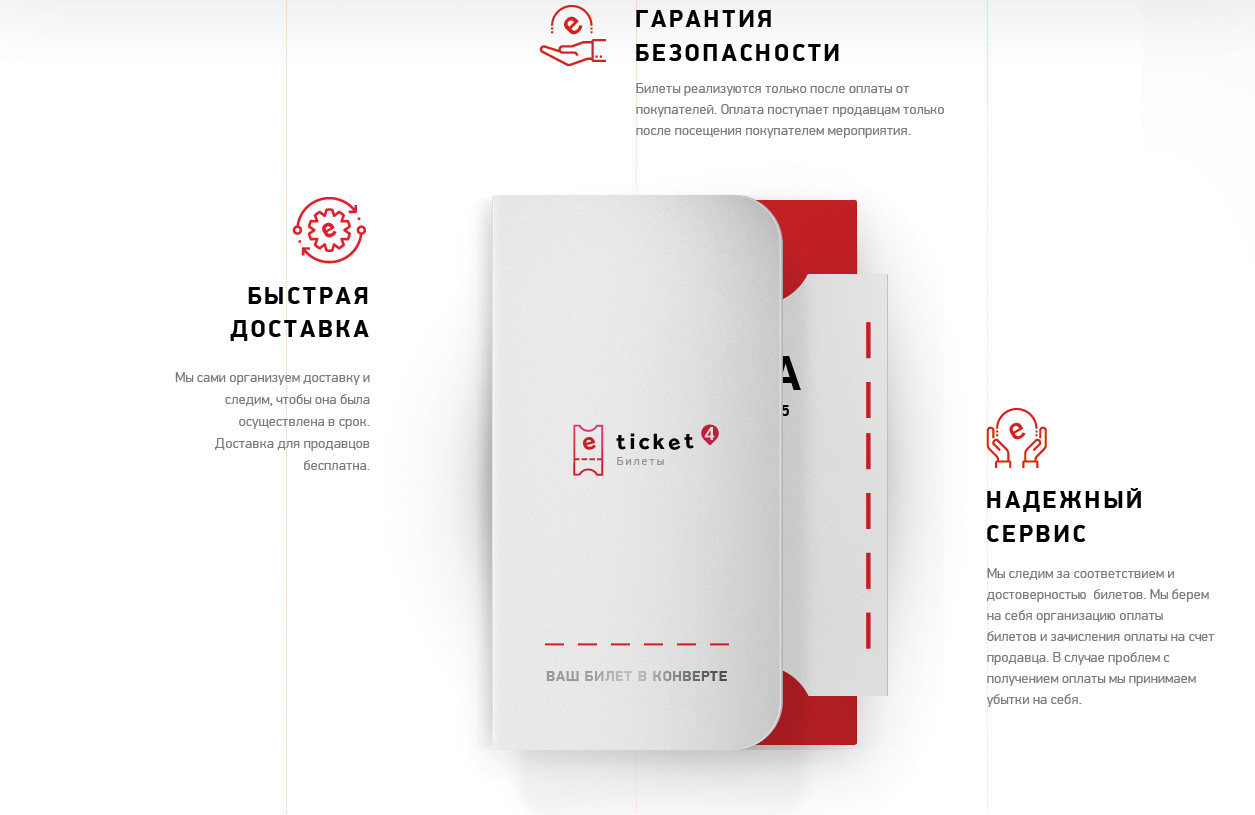 е
ГАРАНТИЯ
БЕЗОПАСНОСТИ
Билеты реализуются только после оплаты от
покупателей. Оплата поступает продавцам только
после посещения покупателем мероприятия.
е
БЫСТРАЯ
ДОСТАВКА
Мы сами организуем доставку и
следим, чтобы она была
осуществлена в срок.
Доставка для продавцов
бесплатна.
А
5
e ticket 4
Билеты
ВАШ БИЛЕТ В КОНВЕРТЕ
е
НАДЕЖНЫЙ
СЕРВИС
Мы следим за соответствием и
достоверностью билетов. Мы берем
на себя организацию оплаты
билетов и зачисления оплаты на счет
продавца. В случае проблем с
получением оплаты мы принимаем
убытки на себя.